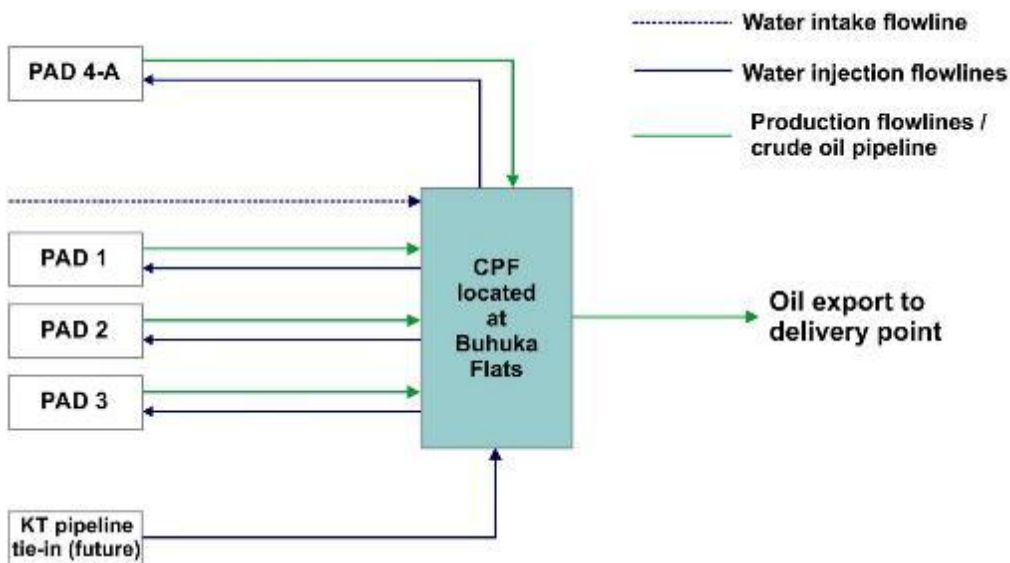 Water intake flowline
PAD 4-A
Water injection flowlines
Production flowlines /
crude oil pipeline
PAD 1
CPF
located
at
Buhuka
Flats
Oil export to
delivery point
PAD 2
PAD 3
KT pipeline
tie-in (future)